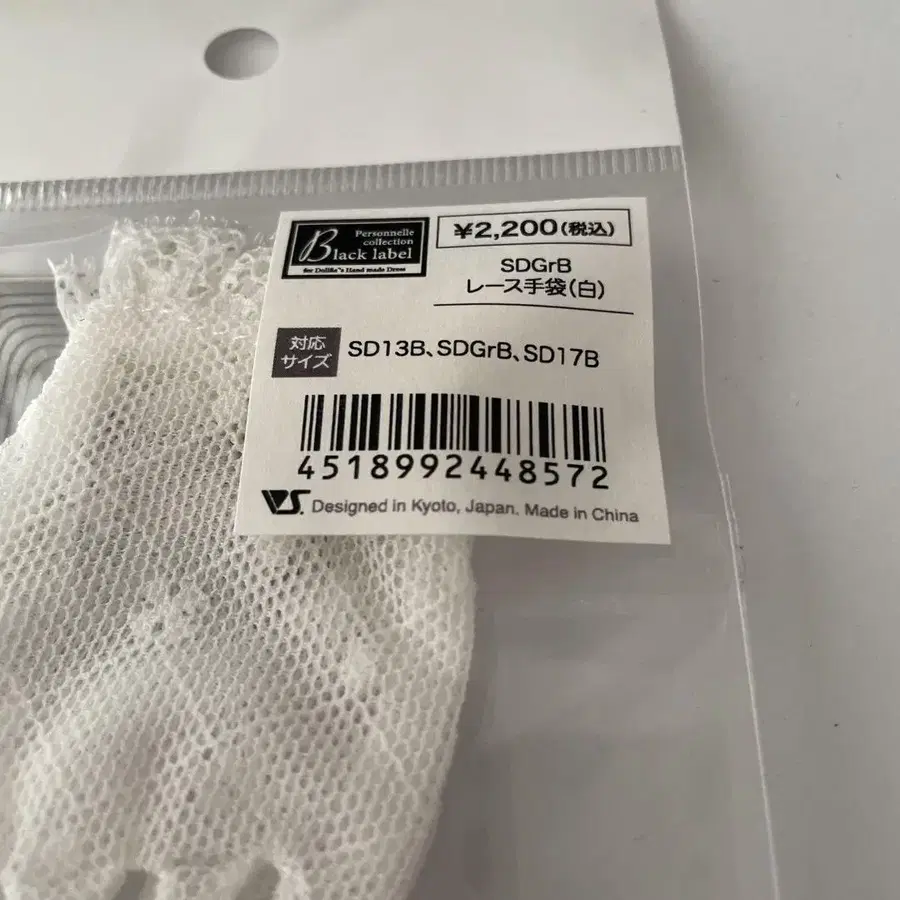 Personnelle
collection
Black label
for Dollfie's Hand made Dress
¥2,200(税込)
SDGrB
レース手袋(白)
対応
サイズ
SD13B、SDGrB、SD17B
4518992448572
VS. Designed in Kyoto, Japan. Made in China